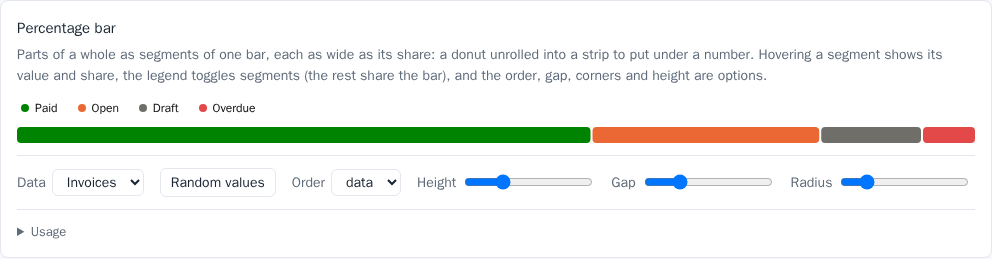 Percentage bar
Parts of a whole as segments of one bar, each as wide as its share: a donut unrolled into a strip to put under a number. Hovering a segment shows its
value and share, the legend toggles segments (the rest share the bar), and the order, gap, corners and height are options.
Paid Open Draft Overdue
Data Invoices Random values Order data Height Gap Radius
Usage